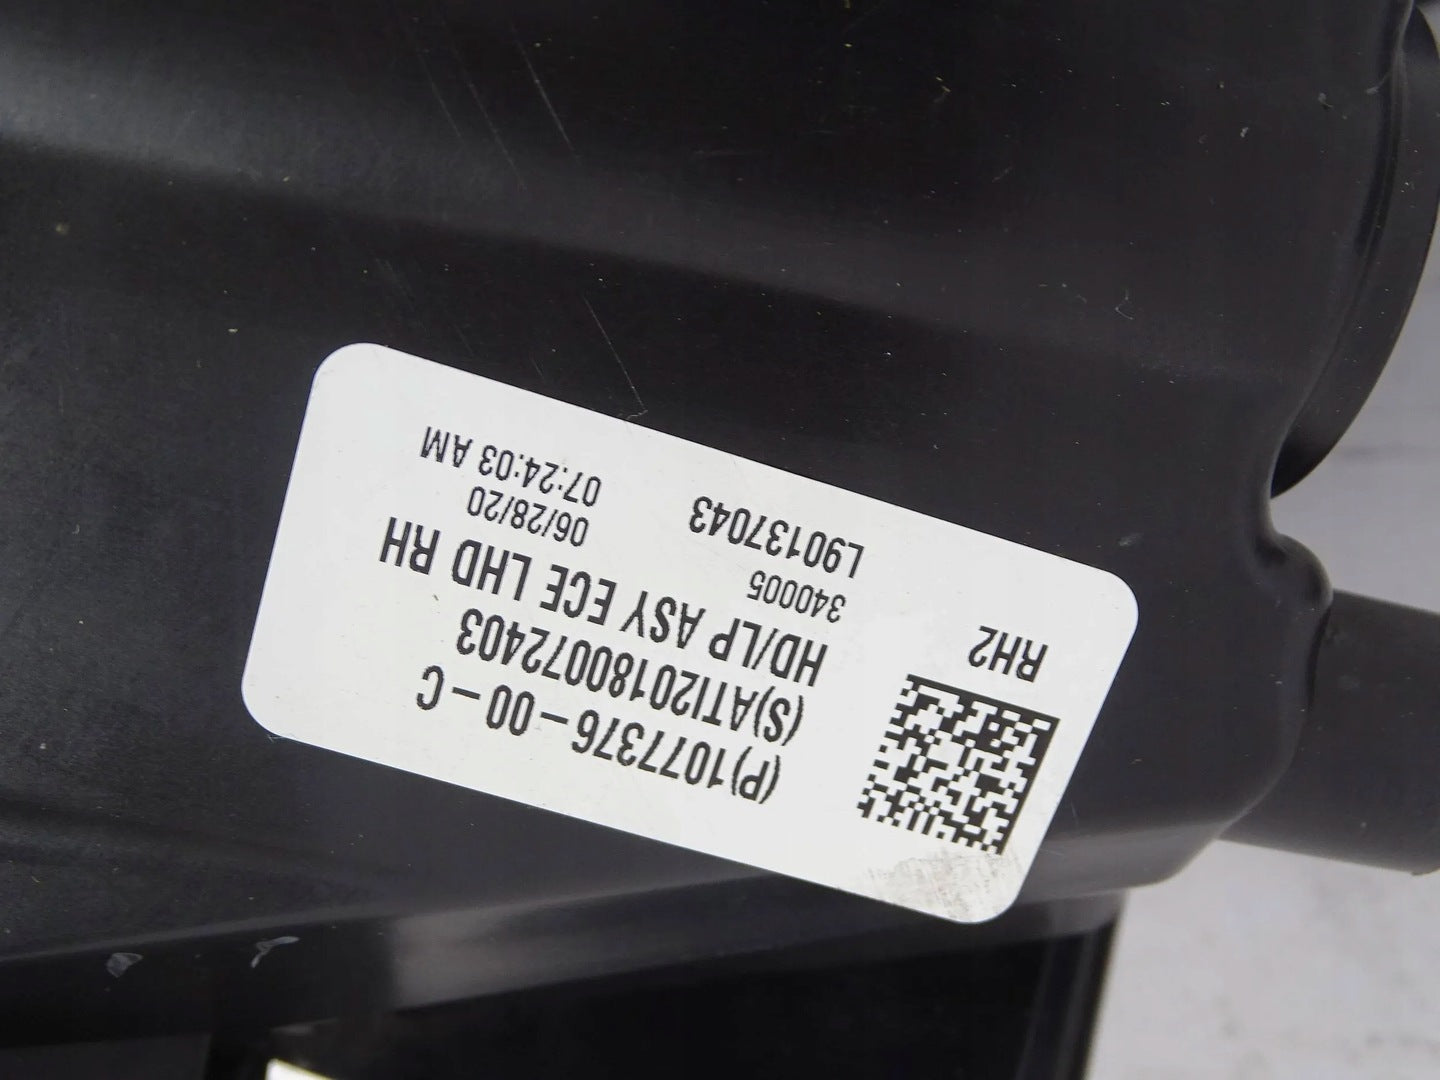 (P)1077376-00-C
(S)ATI20180072403
HD/LP ASY ECE LHD RH
340005 06/28/20
L90137043 07:24:03 AM
RH2